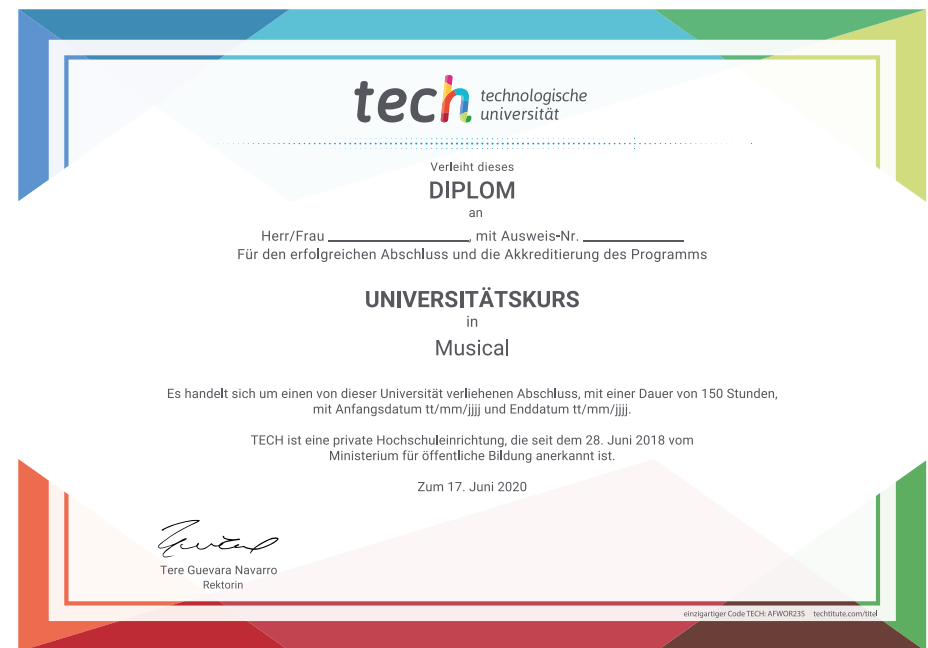 tech technologische
universität
Verleiht dieses
DIPLOM
an
Herr/Frau __________________, mit Ausweis-Nr. _____________
Für den erfolgreichen Abschluss und die Akkreditierung des Programms
UNIVERSITÄTSKURS
in
Musical
Es handelt sich um einen von dieser Universität verliehenen Abschluss, mit einer Dauer von 150 Stunden,
mit Anfangsdatum tt/mm/jjjj und Enddatum tt/mm/jjjj.
TECH ist eine private Hochschuleinrichtung, die seit dem 28. Juni 2018 vom
Ministerium für öffentliche Bildung anerkannt ist.
Zum 17. Juni 2020
Tere Guevara Navarro
Rektorin
einzigartiger Code TECH: AFWOR23S techtitute.com/titel